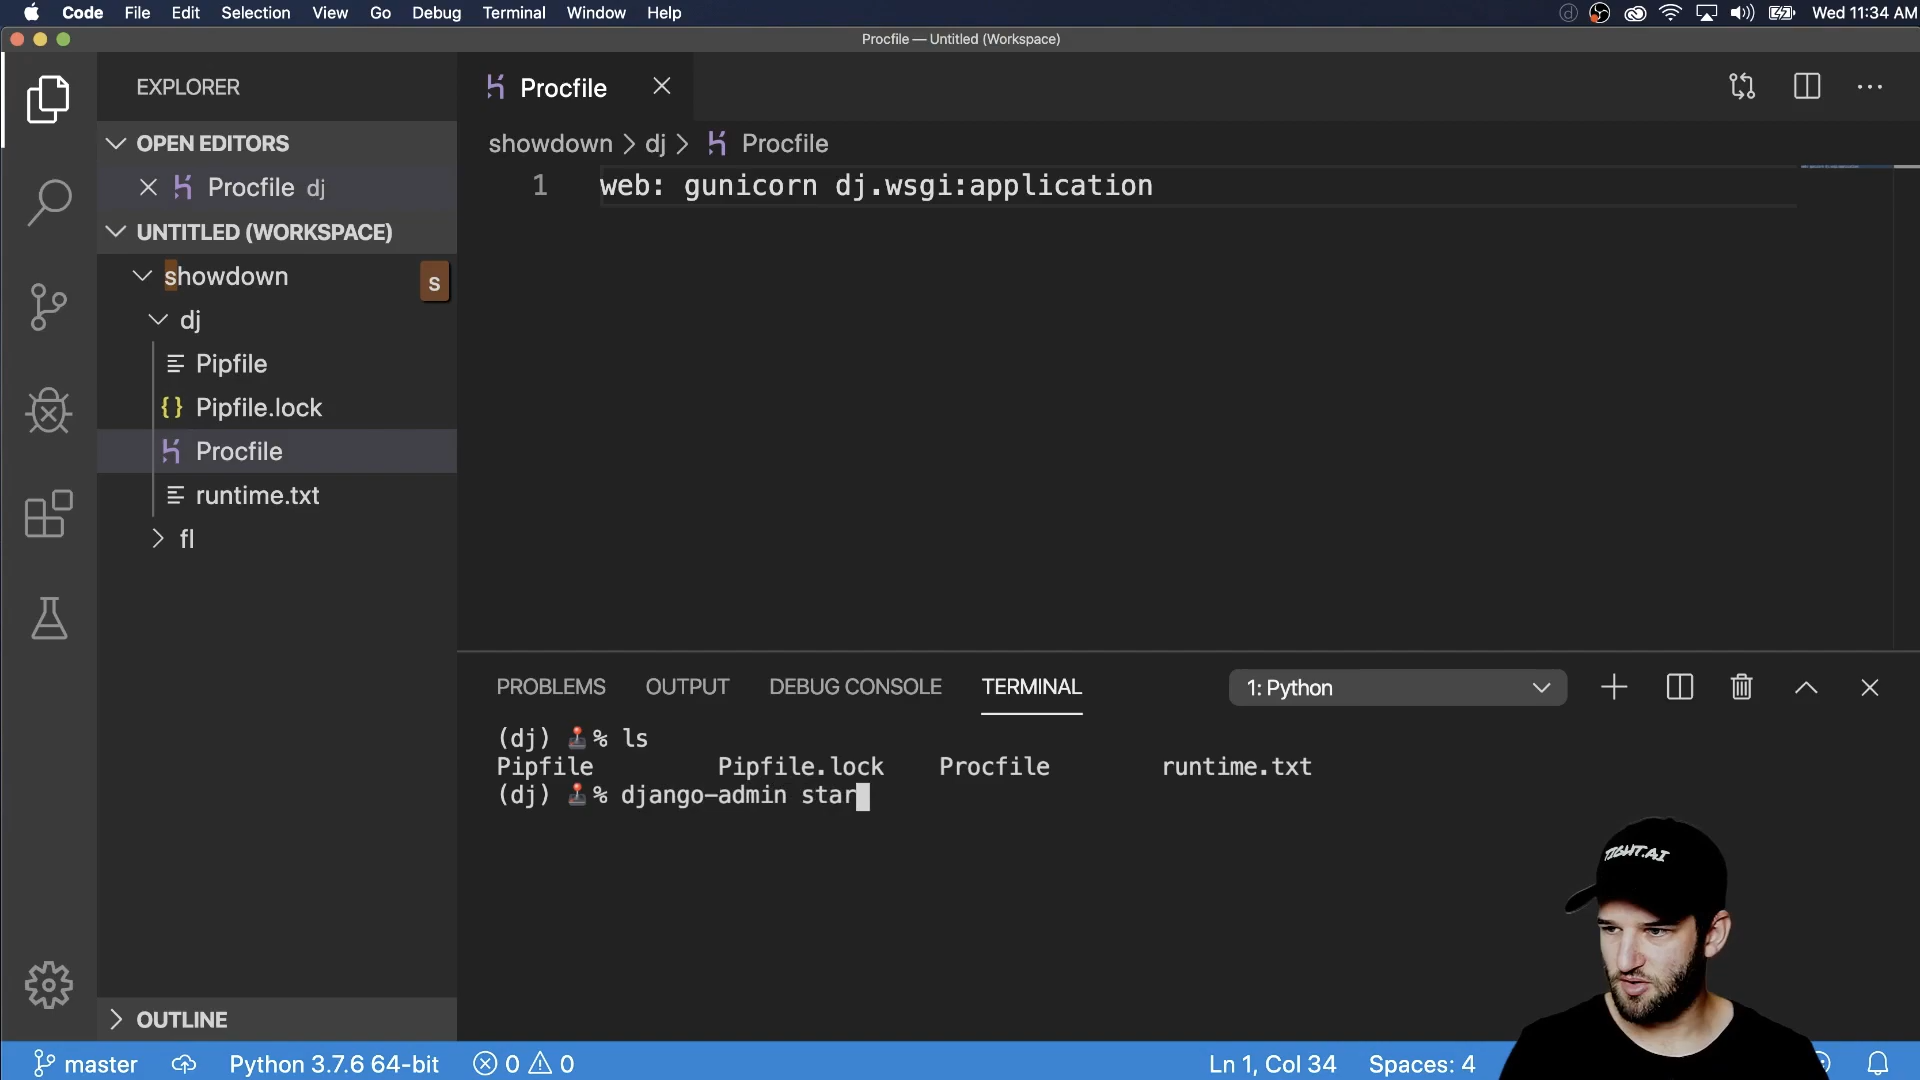 Code File Edit Selection View Go Debug Terminal Window Help
Wed 11:34 AM
Procfile — Untitled (Workspace)
EXPLORER
Procfile
OPEN EDITORS
Procfile dj
UNTITLED (WORKSPACE)
showdown
s
dj
Pipfile
Pipfile.lock
Procfile
runtime.txt
fl
OUTLINE
showdown > dj > Procfile
1 web: gunicorn dj.wsgi:application
PROBLEMS OUTPUT DEBUG CONSOLE TERMINAL
1: Python
(dj) 🕹% ls
Pipfile Pipfile.lock Procfile runtime.txt
(dj) 🕹% django-admin star
TIGHT.AI
master Python 3.7.6 64-bit 0 0 Ln 1, Col 34 Spaces: 4